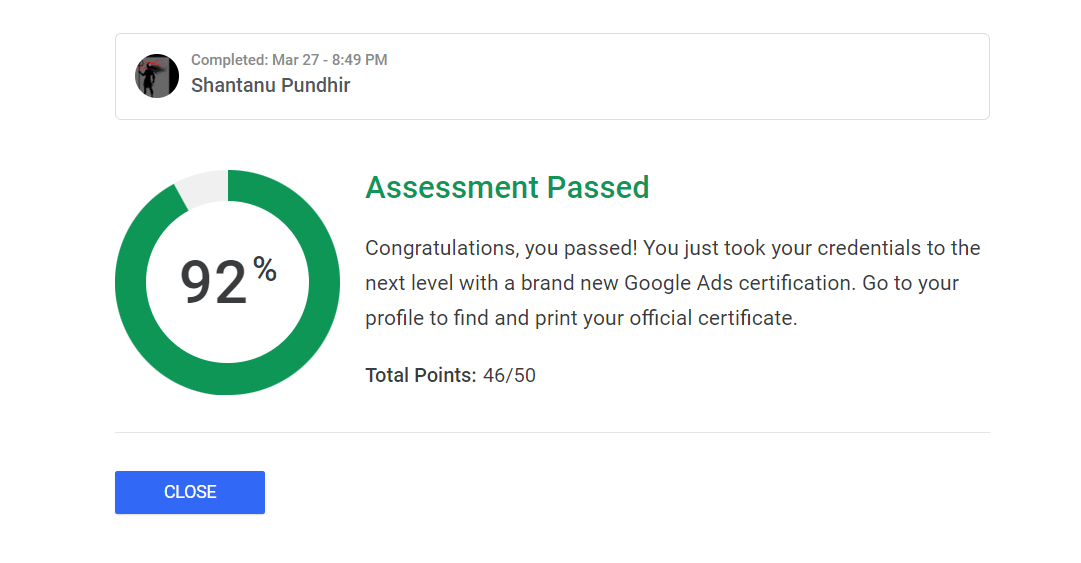 Completed: Mar 27 - 8:49 PM
Shantanu Pundhir
92%
Assessment Passed
Congratulations, you passed! You just took your credentials to the
next level with a brand new Google Ads certification. Go to your
profile to find and print your official certificate.
Total Points: 46/50
CLOSE